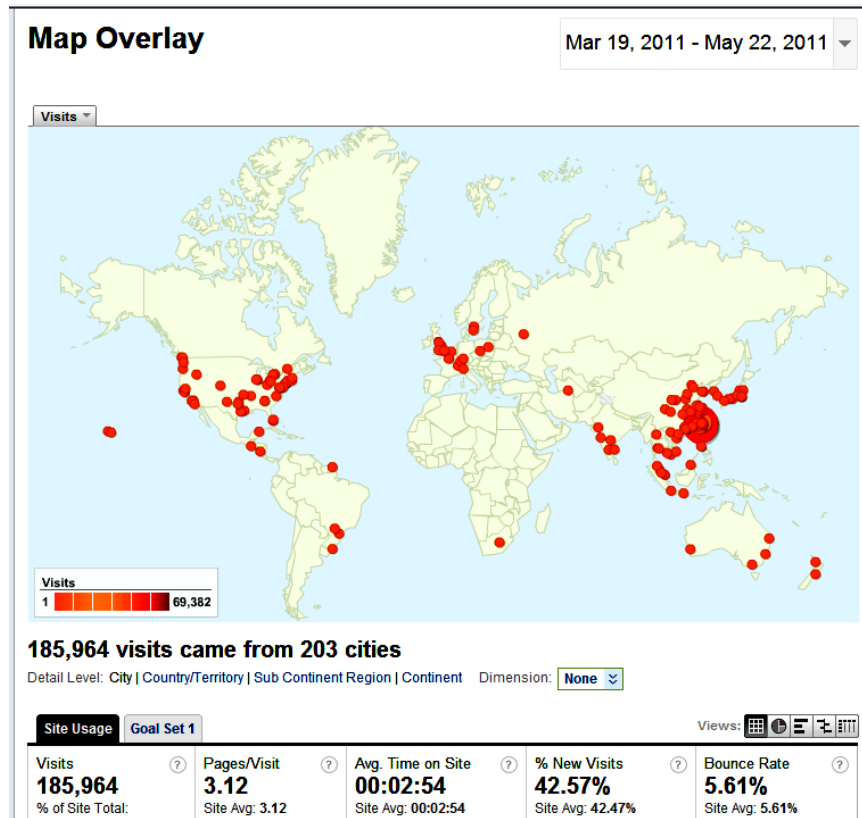 Map Overlay
Mar 19, 2011 - May 22, 2011
Visits
Visits
1 69,382
185,964 visits came from 203 cities
Detail Level: City | Country/Territory | Sub Continent Region | Continent Dimension: None
Site Usage Goal Set 1 Views:
Visits ? Pages/Visit ? Avg. Time on Site ? % New Visits ? Bounce Rate ?
185,964 3.12 00:02:54 42.57% 5.61%
% of Site Total: Site Avg: 3.12 Site Avg: 00:02:54 Site Avg: 42.47% Site Avg: 5.61%